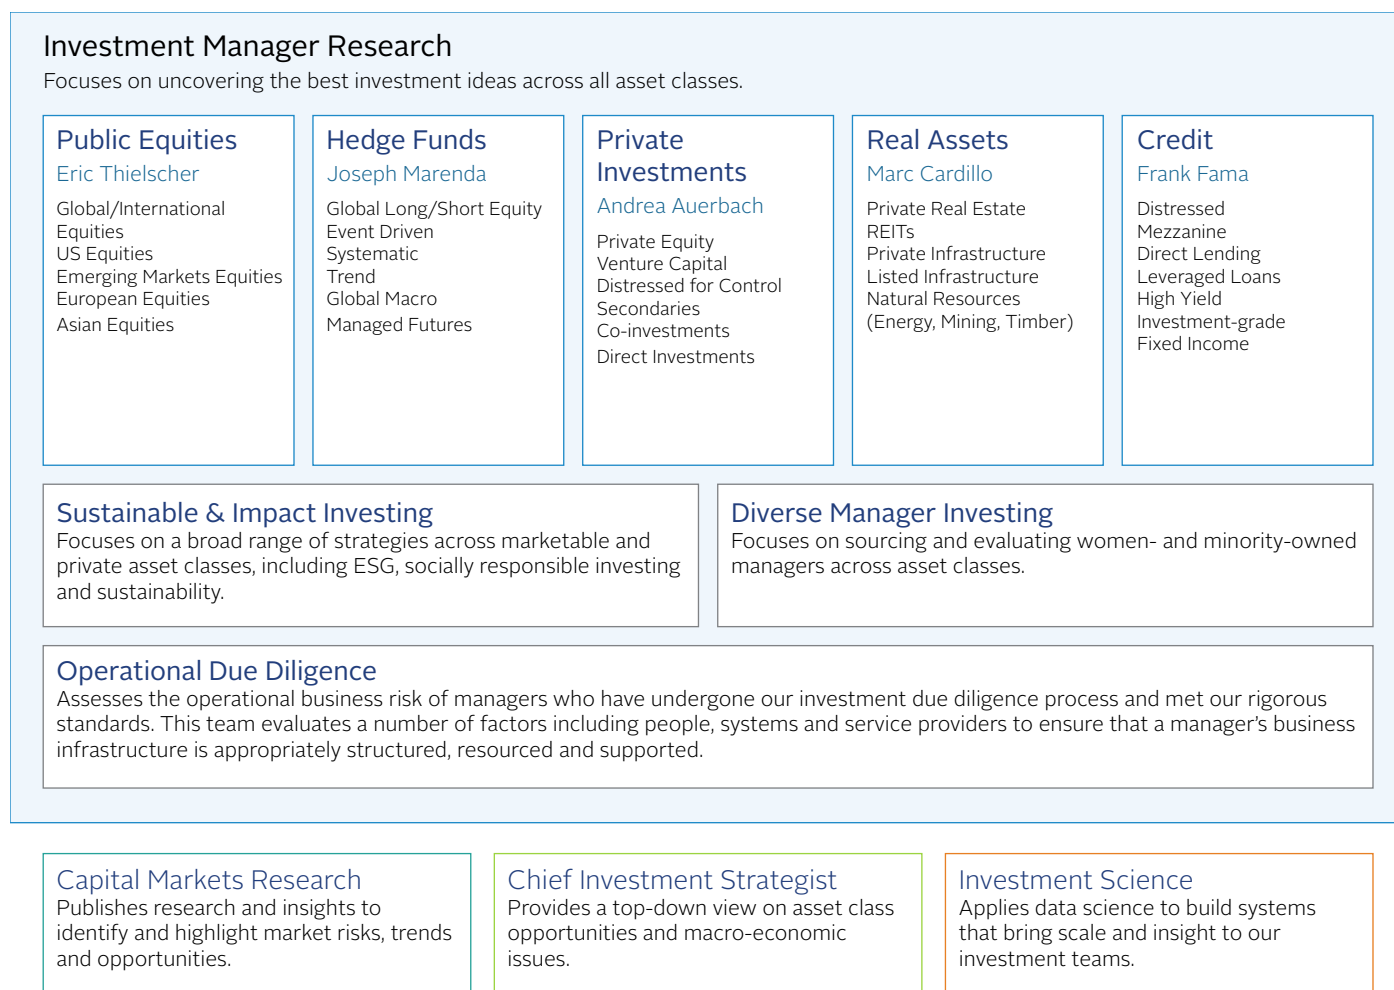 Investment Manager Research
Focuses on uncovering the best investment ideas across all asset classes.
Public Equities
Eric Thielscher
Global/International
Equities
US Equities
Emerging Markets Equities
European Equities
Asian Equities
Hedge Funds
Joseph Marenda
Global Long/Short Equity
Event Driven
Systematic
Trend
Global Macro
Managed Futures
Private
Investments
Andrea Auerbach
Private Equity
Venture Capital
Distressed for Control
Secondaries
Co-investments
Direct Investments
Real Assets
Marc Cardillo
Private Real Estate
REITs
Private Infrastructure
Listed Infrastructure
Natural Resources
(Energy, Mining, Timber)
Credit
Frank Fama
Distressed
Mezzanine
Direct Lending
Leveraged Loans
High Yield
Investment-grade
Fixed Income
Sustainable & Impact Investing
Focuses on a broad range of strategies across marketable and
private asset classes, including ESG, socially responsible investing
and sustainability.
Diverse Manager Investing
Focuses on sourcing and evaluating women- and minority-owned
managers across asset classes.
Operational Due Diligence
Assesses the operational business risk of managers who have undergone our investment due diligence process and met our rigorous
standards. This team evaluates a number of factors including people, systems and service providers to ensure that a manager’s business
infrastructure is appropriately structured, resourced and supported.
Capital Markets Research
Publishes research and insights to
identify and highlight market risks, trends
and opportunities.
Chief Investment Strategist
Provides a top-down view on asset class
opportunities and macro-economic
issues.
Investment Science
Applies data science to build systems
that bring scale and insight to our
investment teams.